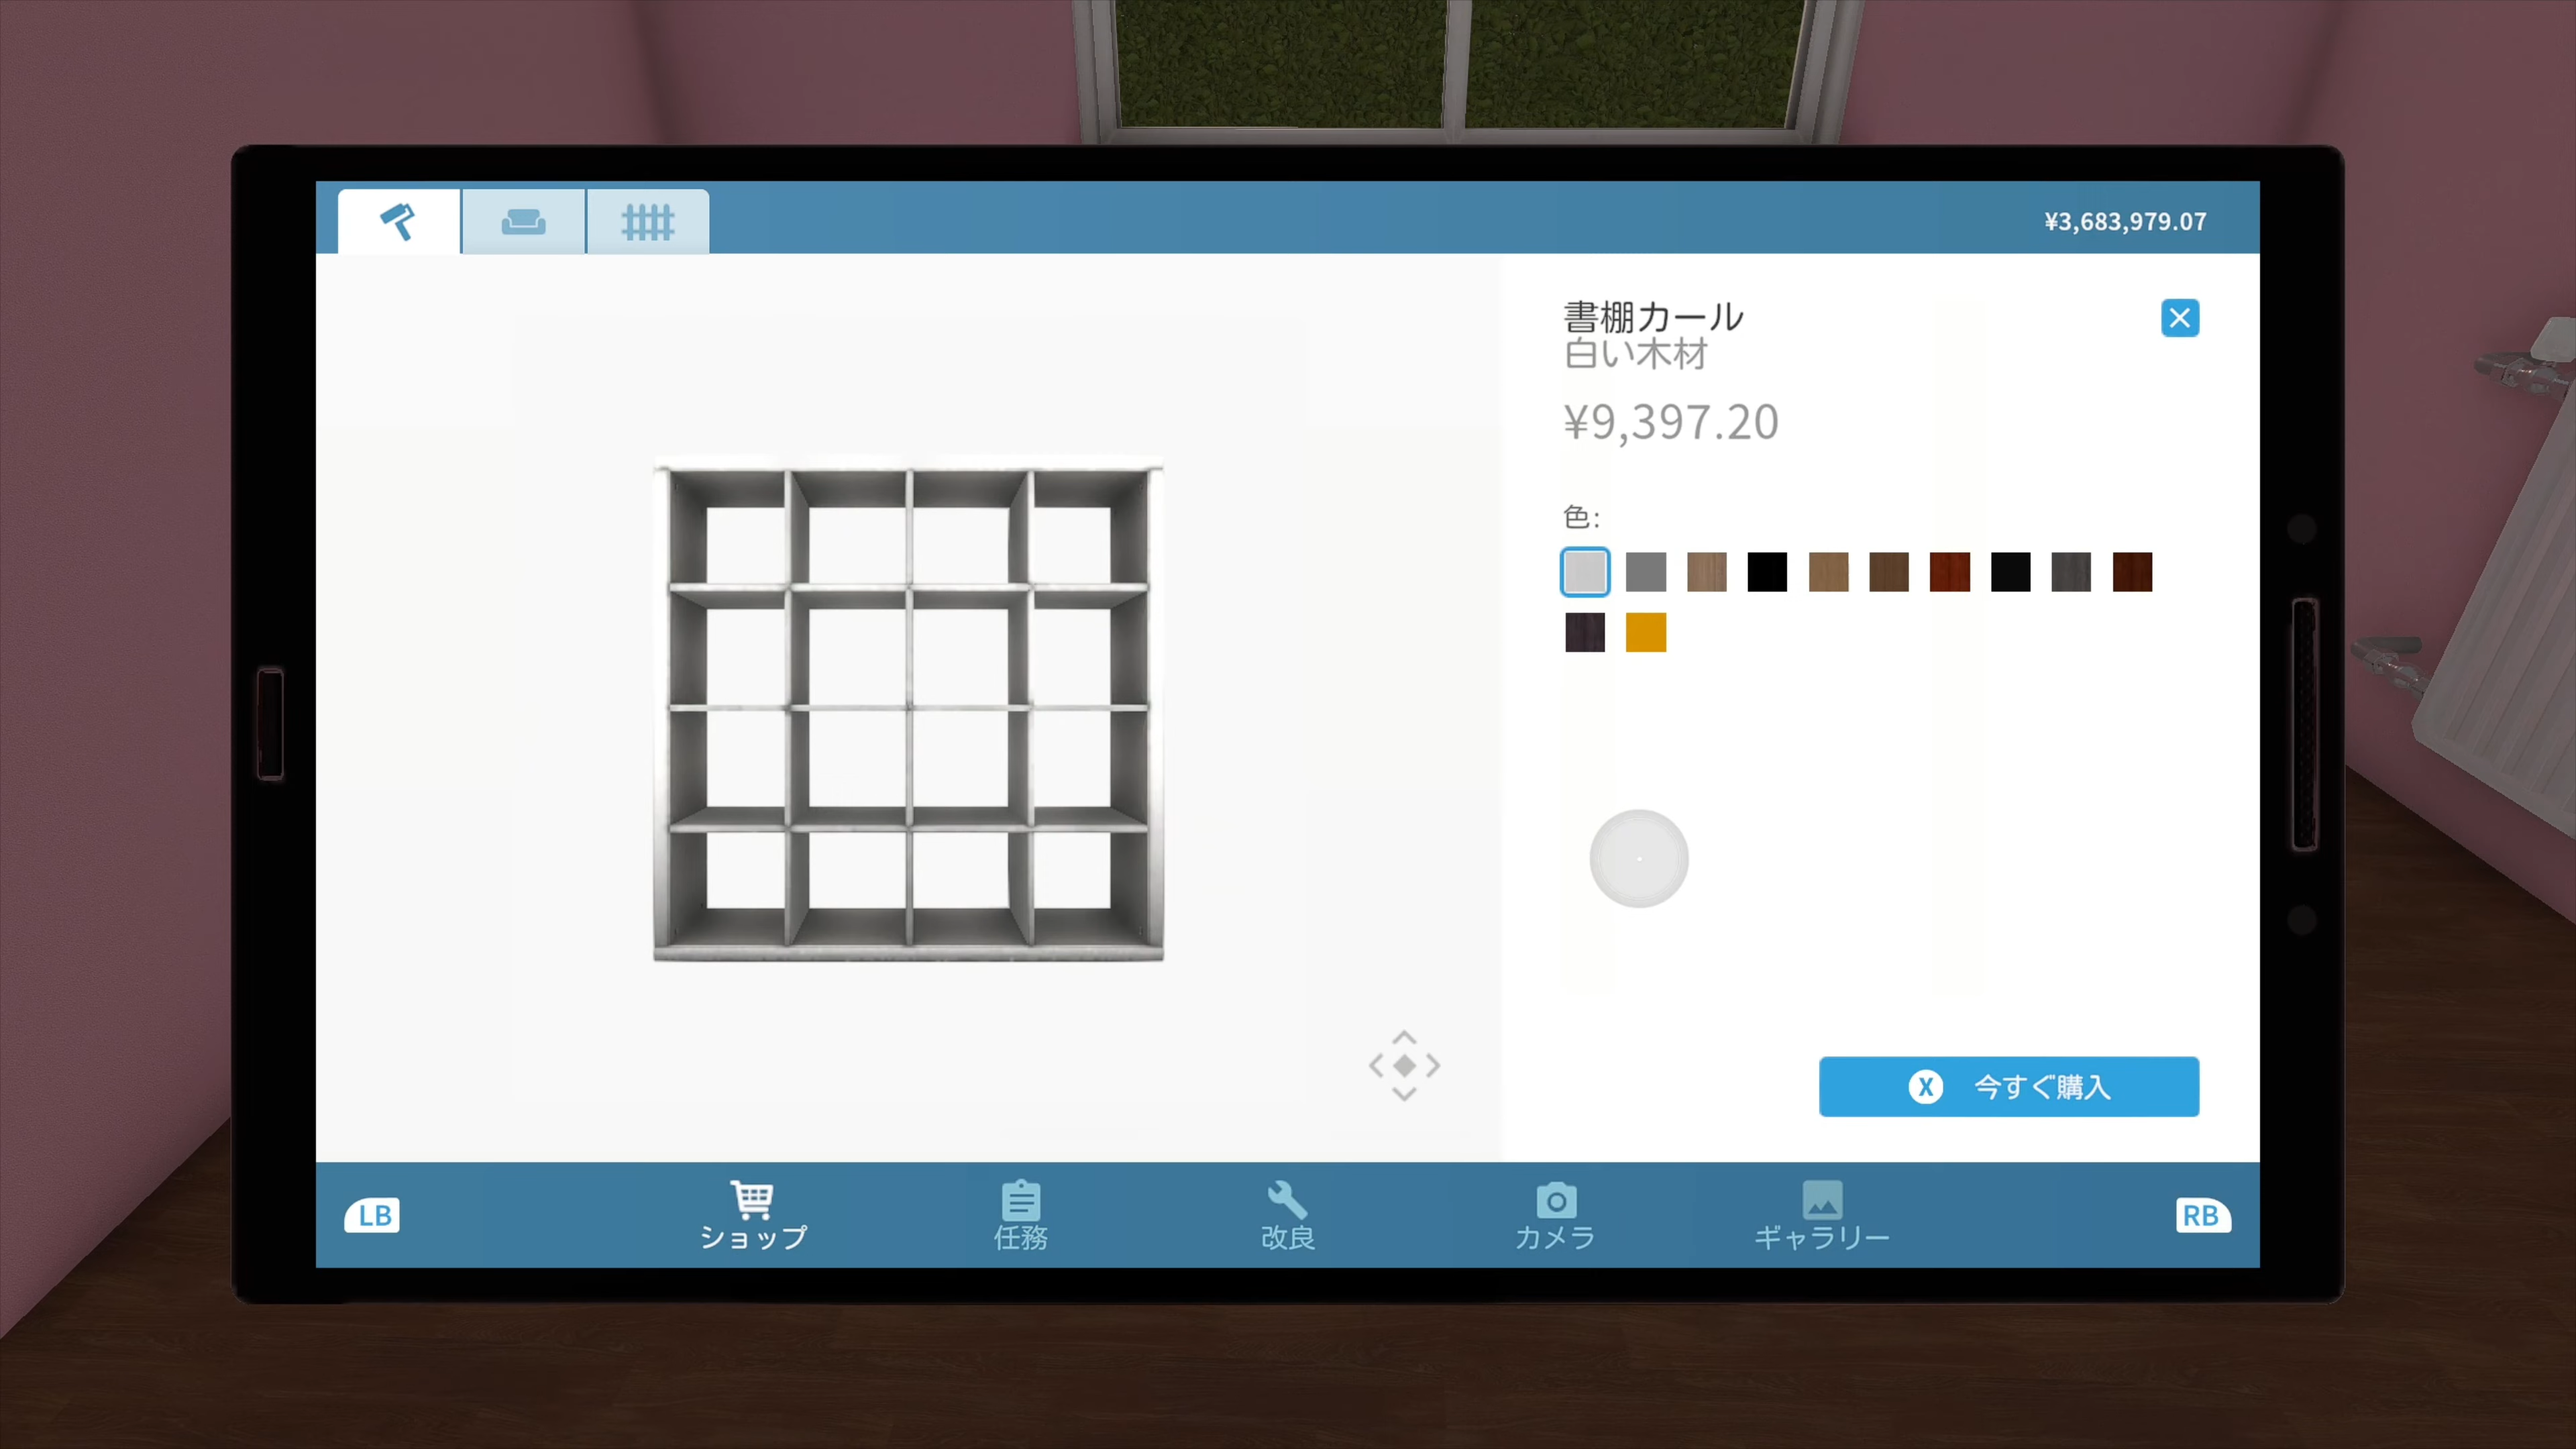 ¥3,683,979.07
書棚カール
白い木材
¥9,397.20
色:
X 今すぐ購入
LB ショップ 任務 改良 カメラ ギャラリー RB